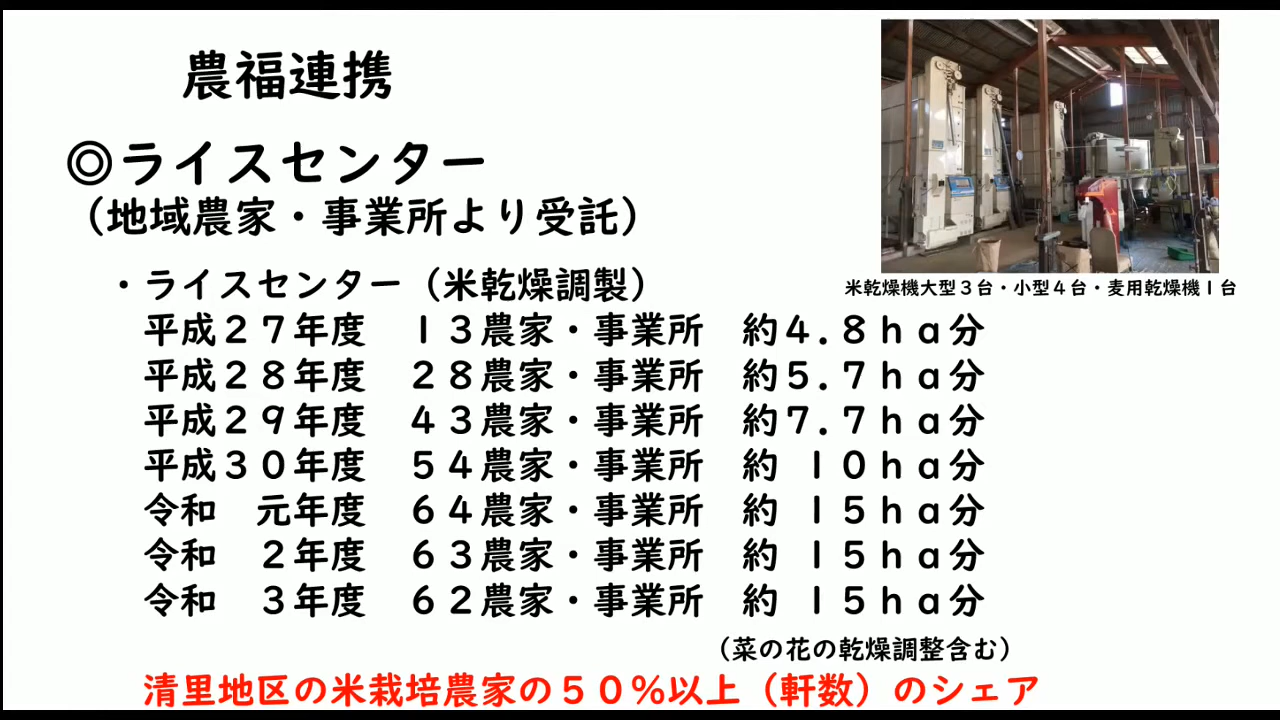 農福連携
◎ライスセンター
（地域農家・事業所より受託）
・ライスセンター（米乾燥調製）
米乾燥機大型３台・小型４台・麦用乾燥機１台
平成２７年度　１３農家・事業所　約４.８ｈａ分
平成２８年度　２８農家・事業所　約５.７ｈａ分
平成２９年度　４３農家・事業所　約７.７ｈａ分
平成３０年度　５４農家・事業所　約 １０ｈａ分
令和　元年度　６４農家・事業所　約 １５ｈａ分
令和　２年度　６３農家・事業所　約 １５ｈａ分
令和　３年度　６２農家・事業所　約 １５ｈａ分
（菜の花の乾燥調整含む）
清里地区の米栽培農家の５０％以上（軒数）のシェア